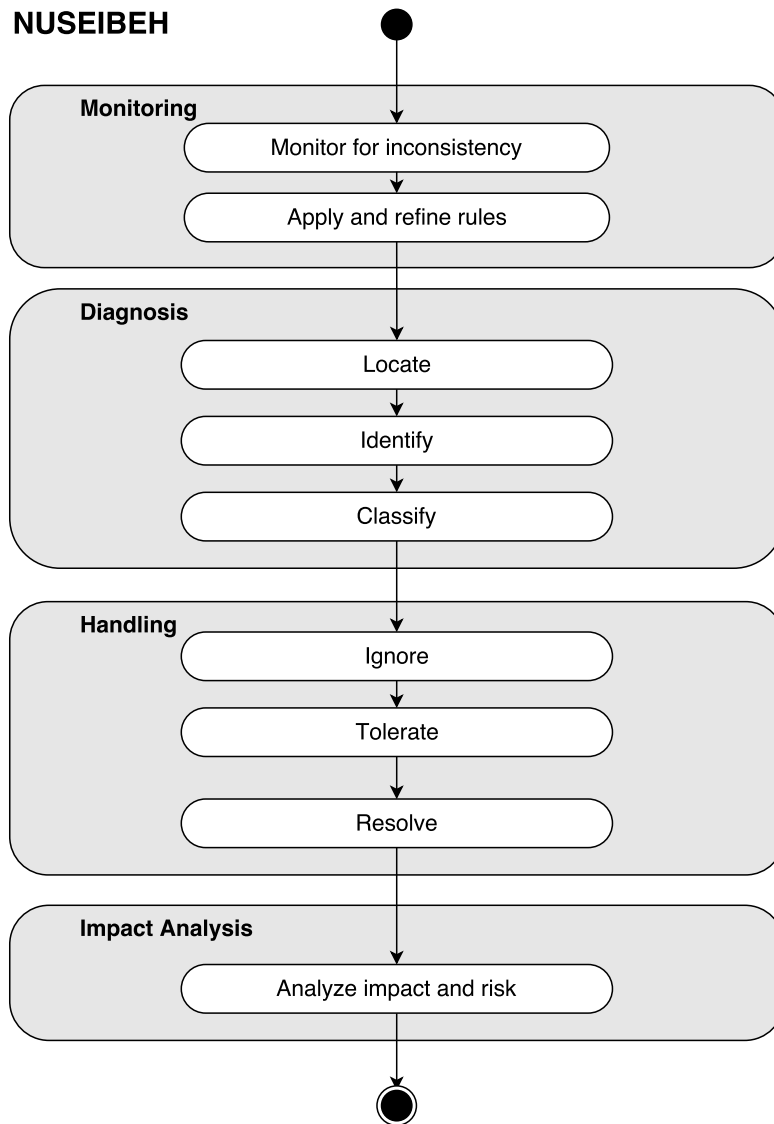 NUSEIBEH
Monitoring
Monitor for inconsistency
Apply and refine rules
Diagnosis
Locate
Identify
Classify
Handling
Ignore
Tolerate
Resolve
Impact Analysis
Analyze impact and risk